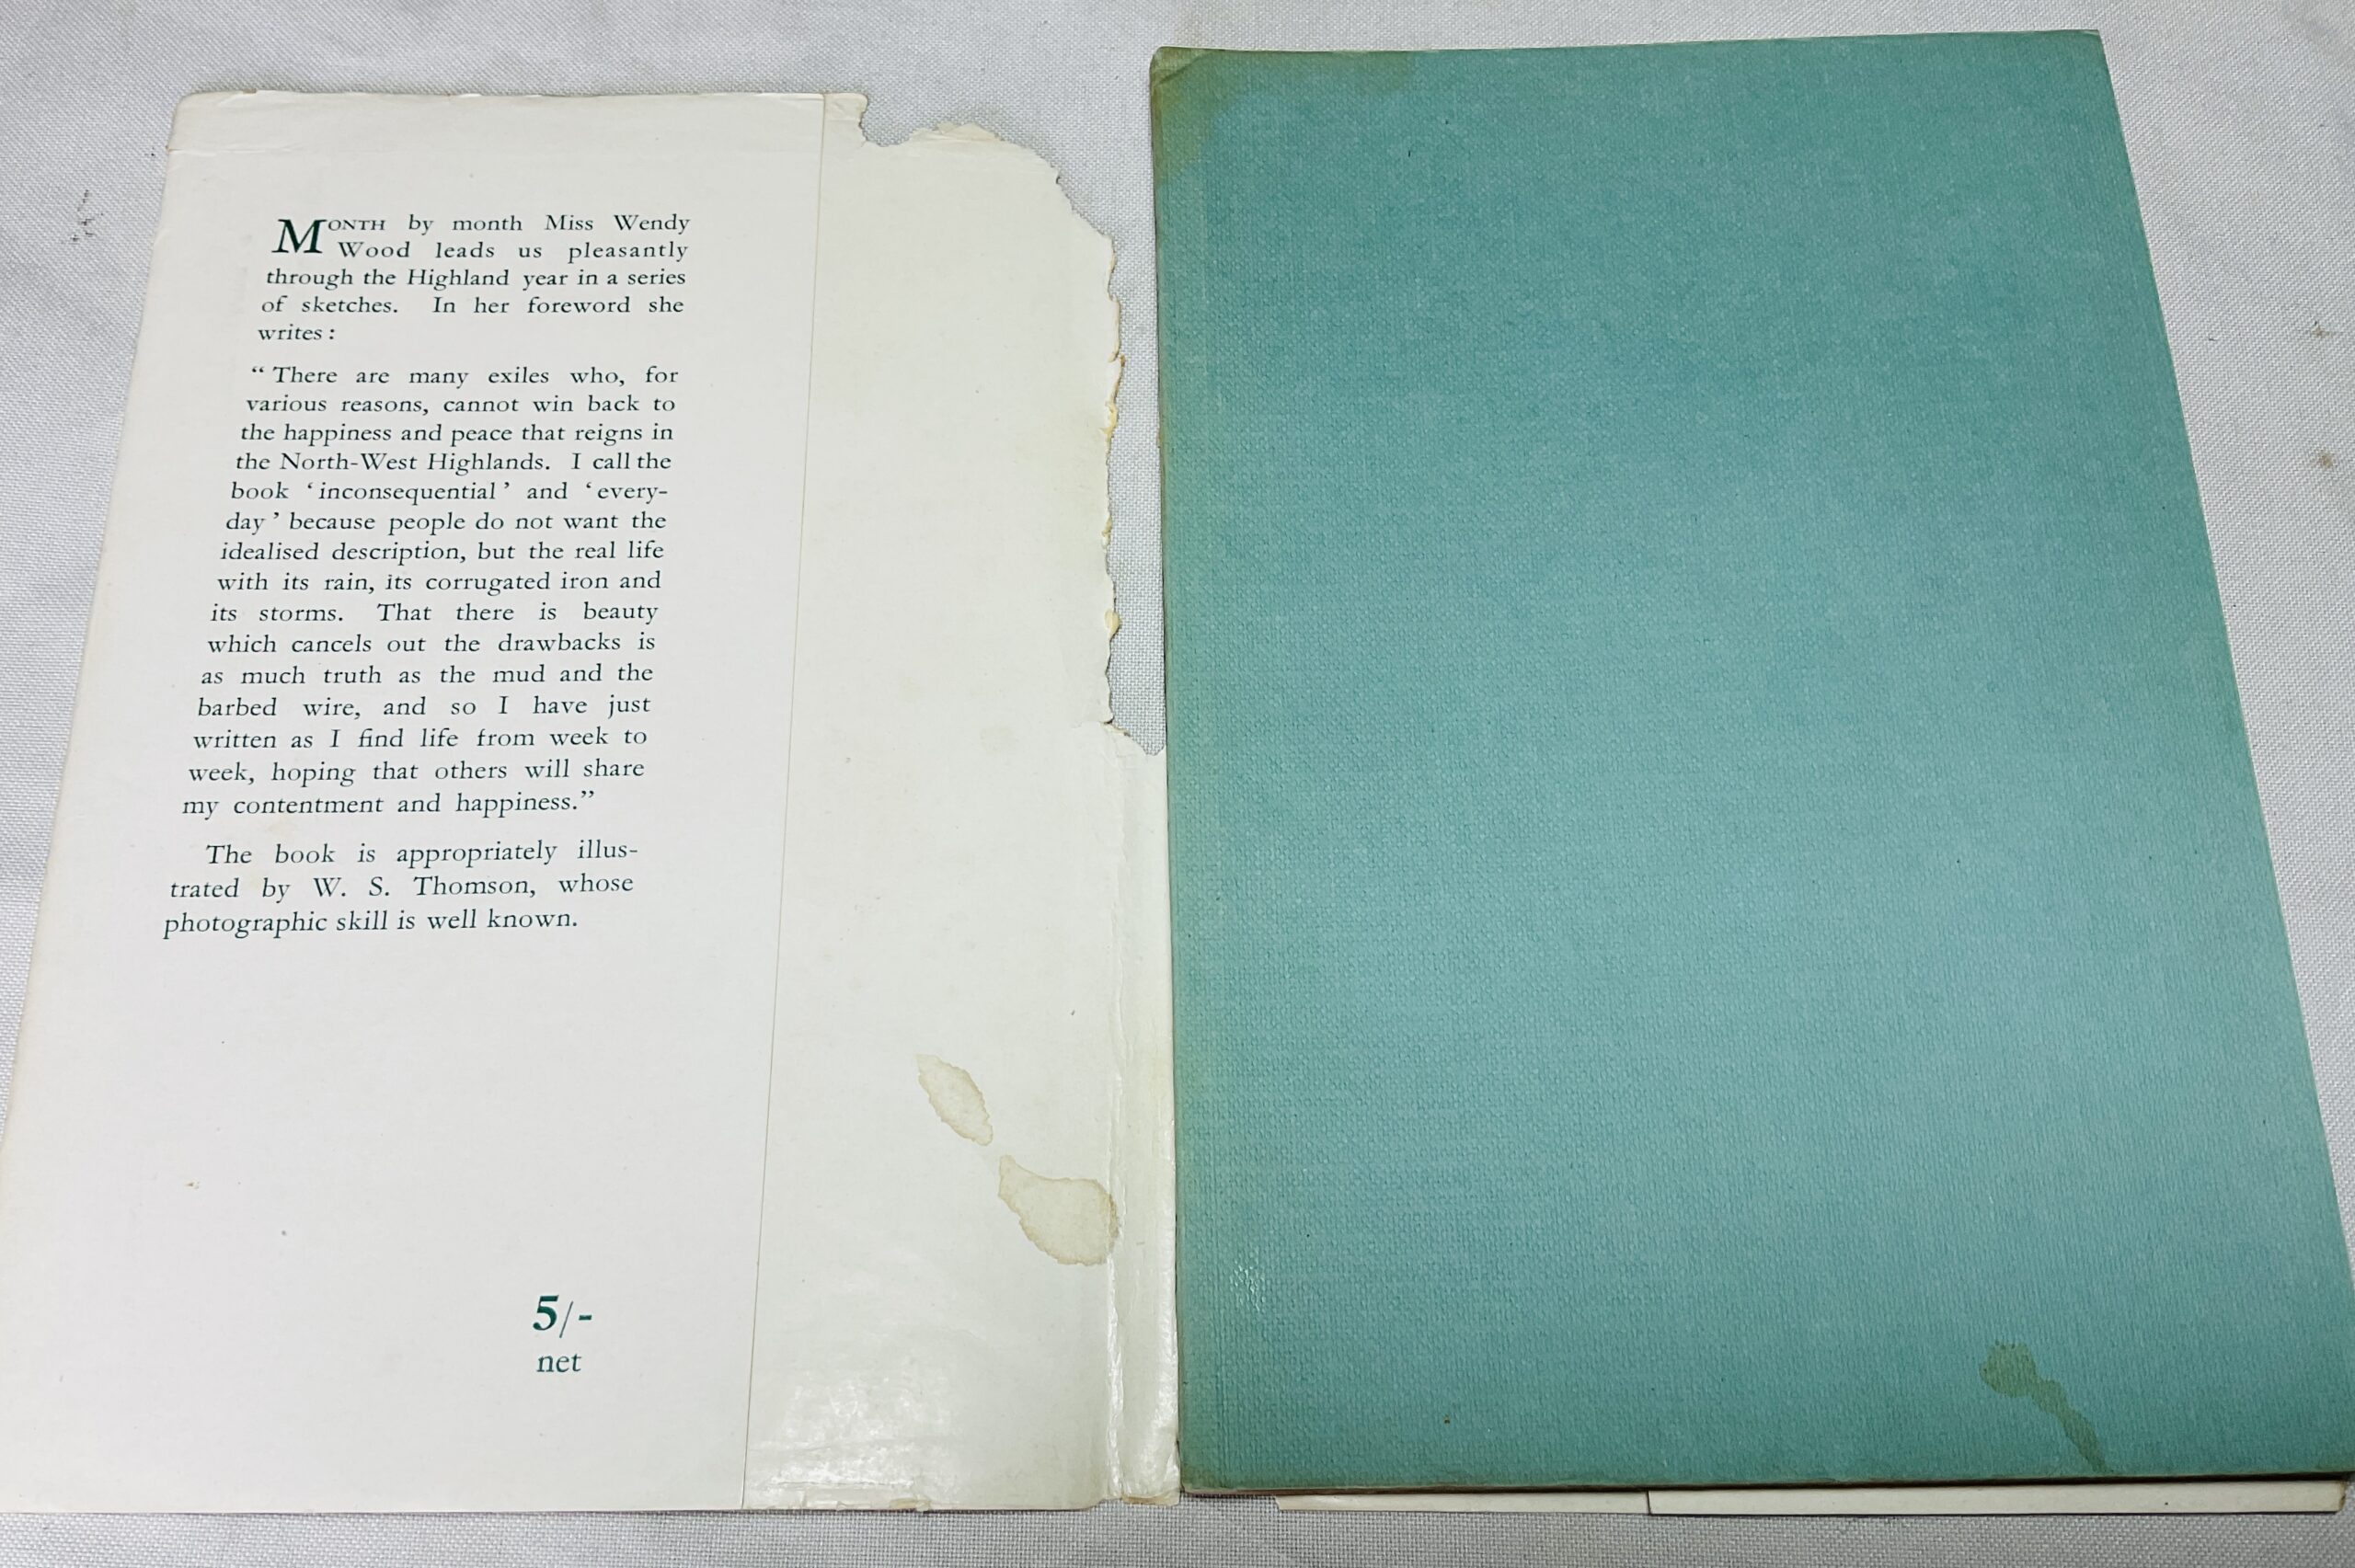 MONTH by month Miss Wendy
Wood leads us pleasantly
through the Highland year in a series
of sketches. In her foreword she
writes :
“ There are many exiles who, for
various reasons, cannot win back to
the happiness and peace that reigns in
the North-West Highlands. I call the
book ‘ inconsequential ’ and ‘ every-
day ’ because people do not want the
idealised description, but the real life
with its rain, its corrugated iron and
its storms. That there is beauty
which cancels out the drawbacks is
as much truth as the mud and the
barbed wire, and so I have just
written as I find life from week to
week, hoping that others will share
my contentment and happiness.”
The book is appropriately illus-
trated by W. S. Thomson, whose
photographic skill is well known.
5/-
net